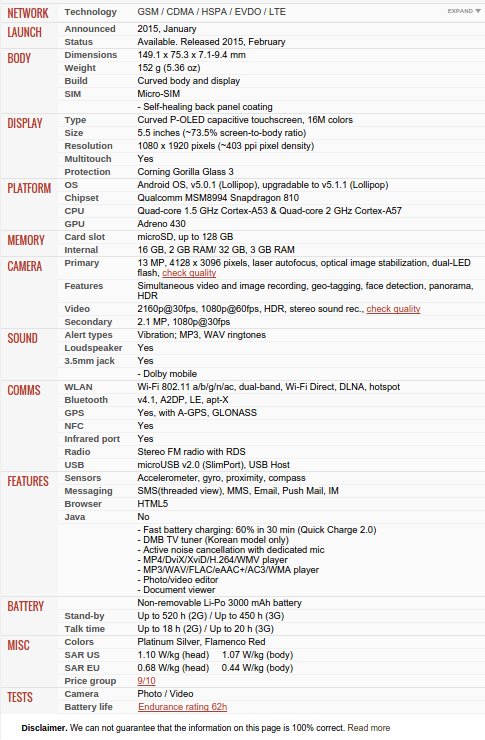 NETWORK Technology GSM / CDMA / HSPA / EVDO / LTE EXPAND ▼
LAUNCH Announced 2015, January
Status Available. Released 2015, February
BODY Dimensions 149.1 x 75.3 x 7.1-9.4 mm
Weight 152 g (5.36 oz)
Build Curved body and display
SIM Micro-SIM
- Self-healing back panel coating
DISPLAY Type Curved P-OLED capacitive touchscreen, 16M colors
Size 5.5 inches (~73.5% screen-to-body ratio)
Resolution 1080 x 1920 pixels (~403 ppi pixel density)
Multitouch Yes
Protection Corning Gorilla Glass 3
PLATFORM OS Android OS, v5.0.1 (Lollipop), upgradable to v5.1.1 (Lollipop)
Chipset Qualcomm MSM8994 Snapdragon 810
CPU Quad-core 1.5 GHz Cortex-A53 & Quad-core 2 GHz Cortex-A57
GPU Adreno 430
MEMORY Card slot microSD, up to 128 GB
Internal 16 GB, 2 GB RAM/ 32 GB, 3 GB RAM
CAMERA Primary 13 MP, 4128 x 3096 pixels, laser autofocus, optical image stabilization, dual-LED
flash, check quality
Features Simultaneous video and image recording, geo-tagging, face detection, panorama,
HDR
Video 2160p@30fps, 1080p@60fps, HDR, stereo sound rec., check quality
Secondary 2.1 MP, 1080p@30fps
SOUND Alert types Vibration; MP3, WAV ringtones
Loudspeaker Yes
3.5mm jack Yes
- Dolby mobile
COMMS WLAN Wi-Fi 802.11 a/b/g/n/ac, dual-band, Wi-Fi Direct, DLNA, hotspot
Bluetooth v4.1, A2DP, LE, apt-X
GPS Yes, with A-GPS, GLONASS
NFC Yes
Infrared port Yes
Radio Stereo FM radio with RDS
USB microUSB v2.0 (SlimPort), USB Host
FEATURES Sensors Accelerometer, gyro, proximity, compass
Messaging SMS(threaded view), MMS, Email, Push Mail, IM
Browser HTML5
Java No
- Fast battery charging: 60% in 30 min (Quick Charge 2.0)
- DMB TV tuner (Korean model only)
- Active noise cancellation with dedicated mic
- MP4/DviX/XviD/H.264/WMV player
- MP3/WAV/FLAC/eAAC+/AC3/WMA player
- Photo/video editor
- Document viewer
BATTERY Non-removable Li-Po 3000 mAh battery
Stand-by Up to 520 h (2G) / Up to 450 h (3G)
Talk time Up to 18 h (2G) / Up to 20 h (3G)
MISC Colors Platinum Silver, Flamenco Red
SAR US 1.10 W/kg (head) 1.07 W/kg (body)
SAR EU 0.68 W/kg (head) 0.44 W/kg (body)
Price group 9/10
TESTS Camera Photo / Video
Battery life Endurance rating 62h
Disclaimer. We can not guarantee that the information on this page is 100% correct. Read more